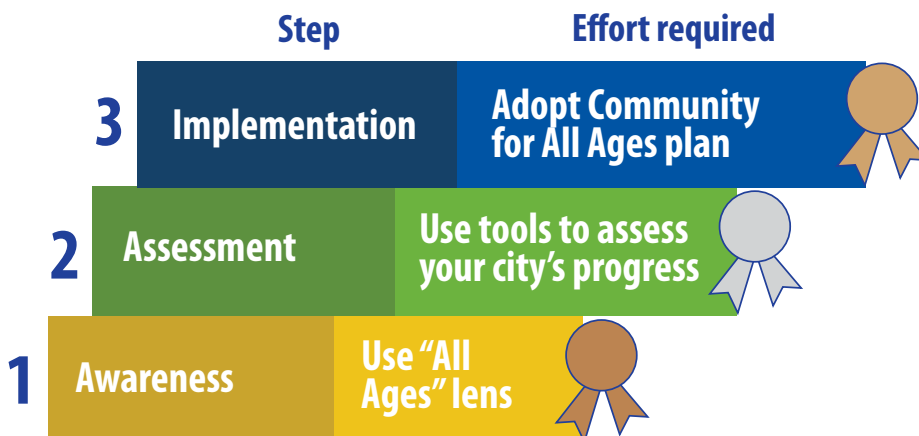 Step Effort required
3 Implementation Adopt Community
for All Ages plan
2 Assessment Use tools to assess
your city’s progress
1 Awareness Use “All
Ages” lens